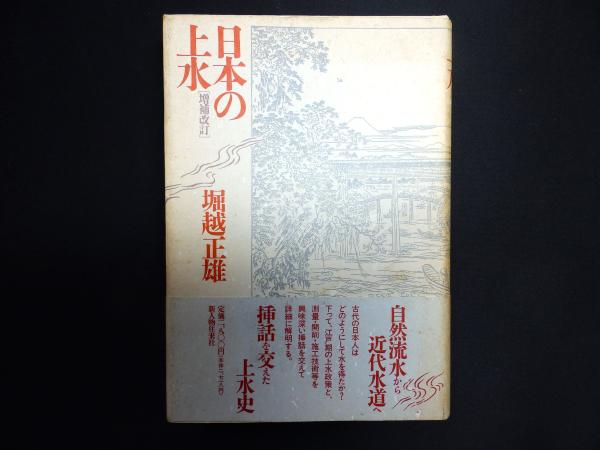 日本の
上水
[増補改訂]
堀越正雄
自然流水から
近代水道へ
古代の日本人は
どのようにして水を得たか?
下って、江戸期の上水政策と、
測量・開削・施工技術等を
興味深い挿話を交えて
詳細に解明する。
挿話を交えた
上水史
新人物往来社